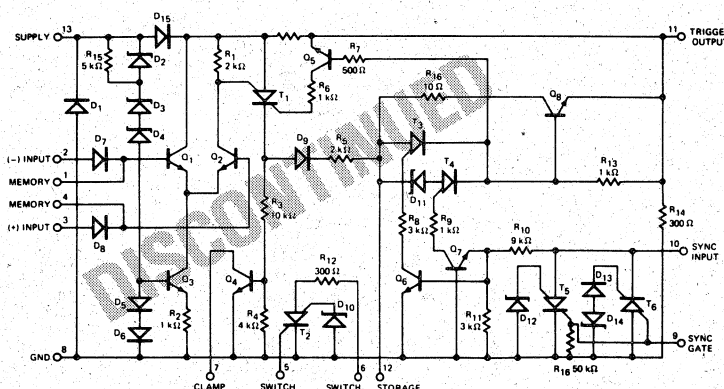 SUPPLY 13
D15
11 TRIGGER OUTPUT
R15 5 kΩ
D2
R1 2 kΩ
Q5
R7 500 Ω
R16 10 Ω
Q8
D1
D3
T1
R6 1 kΩ
D4
T3
(−) INPUT 2
D7
Q1
Q2
D9
R5 2 kΩ
T4
R13 1 kΩ
MEMORY 1
MEMORY 4
(+) INPUT 3
D8
R3 10 kΩ
D11
R8 3 kΩ
R9 1 kΩ
R14 300 Ω
R10 9 kΩ
10 SYNC INPUT
Q7
Q3
Q4
R12 300 Ω
Q6
D5
D6
R2 1 kΩ
R4 4 kΩ
T2
D10
R11 3 kΩ
D12
T5
D13
D14
T6
9 SYNC GATE
R16 50 kΩ
GND 8
7 CLAMP
5 SWITCH
6 SWITCH
12 STORAGE
DISCONTINUED